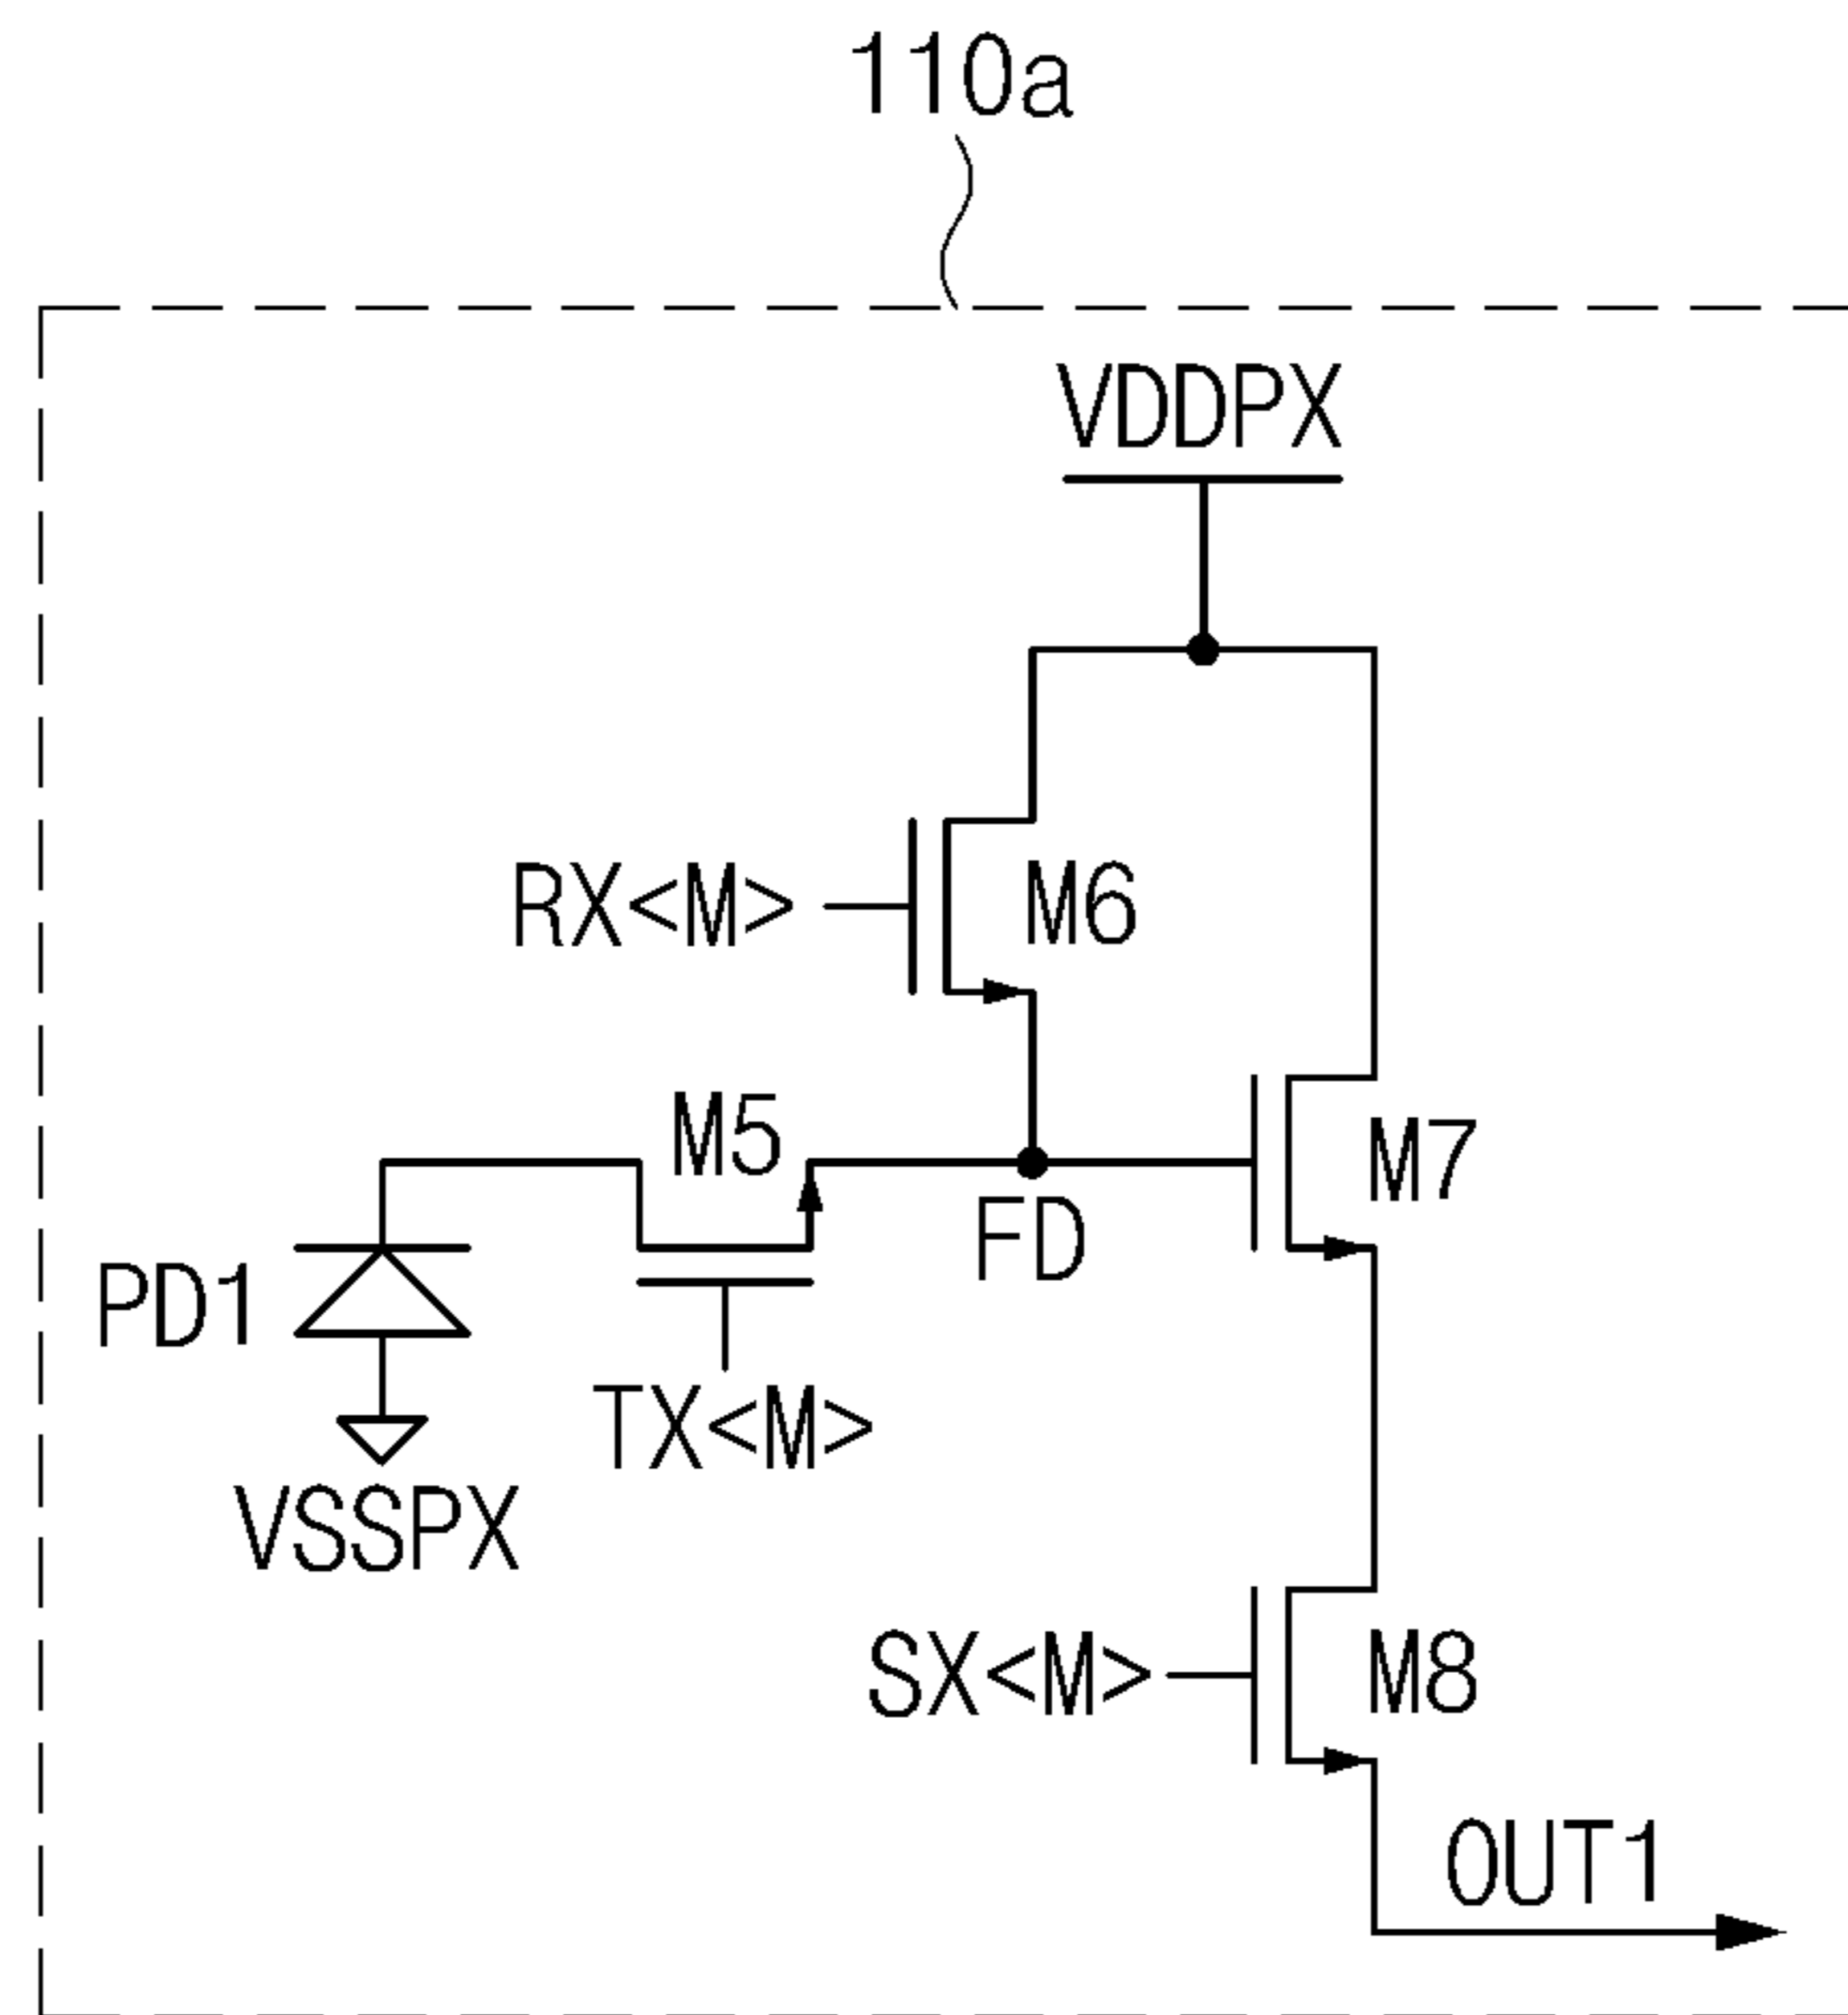 110a
VDDPX
RX<M>
M6
M5
M7
FD
PD1
TX<M>
VSSPX
SX<M>
M8
OUT1